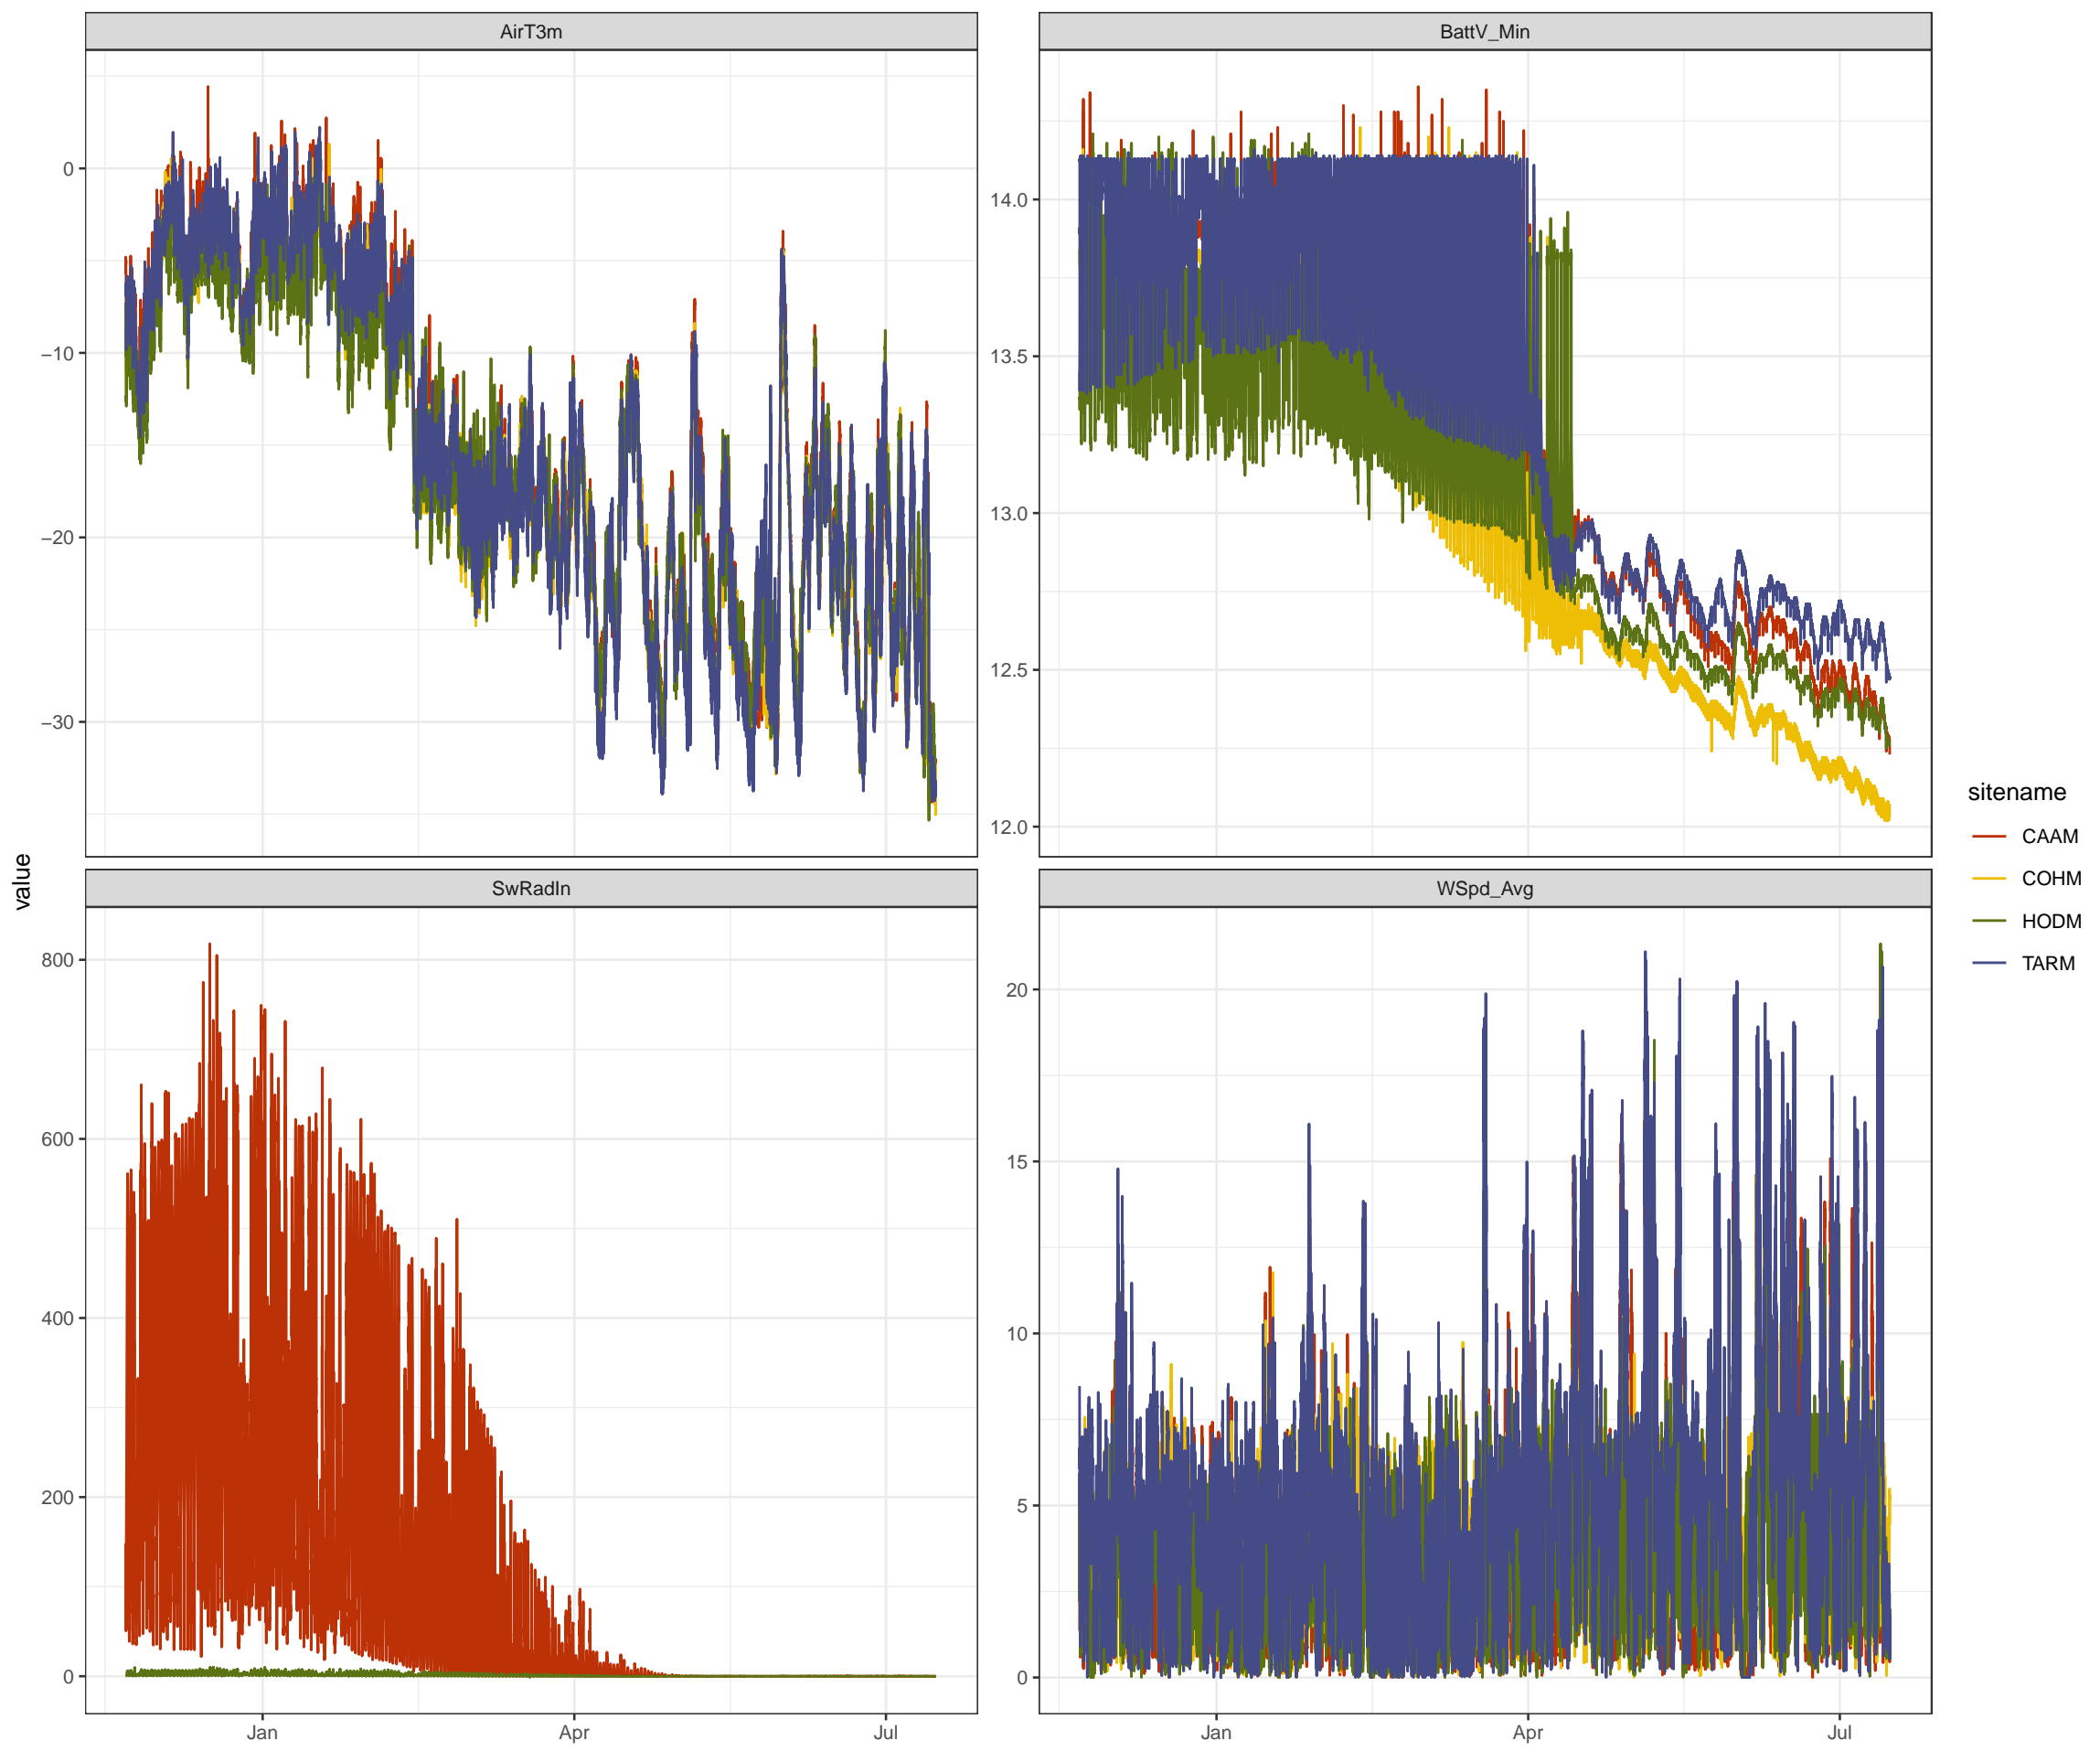 AirT3m
BattV_Min
0
−10
−20
−30
14.0
13.5
13.0
12.5
12.0
SwRadIn
WSpd_Avg
800
600
400
200
0
20
15
10
5
0
Jan Apr Jul
Jan Apr Jul
value
sitename
CAAM
COHM
HODM
TARM